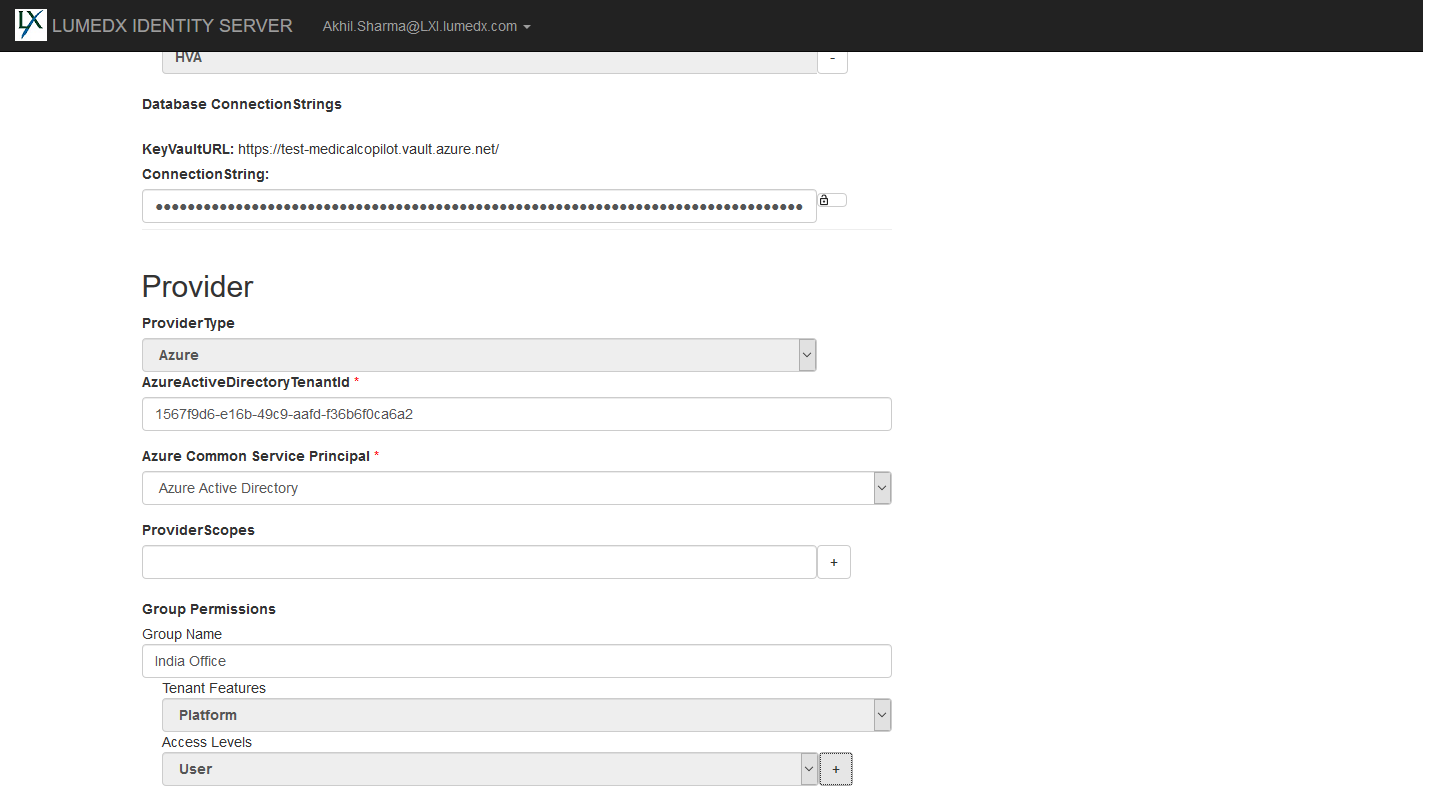 LX LUMEDX IDENTITY SERVER Akhil.Sharma@LXI.lumedx.com
HVA -
Database ConnectionStrings
KeyVaultURL: https://test-medicalcopilot.vault.azure.net/
ConnectionString:
Provider
ProviderType
Azure
AzureActiveDirectoryTenantId *
1567f9d6-e16b-49c9-aafd-f36b6f0ca6a2
Azure Common Service Principal *
Azure Active Directory
ProviderScopes
+
Group Permissions
Group Name
India Office
Tenant Features
Platform
Access Levels
User +